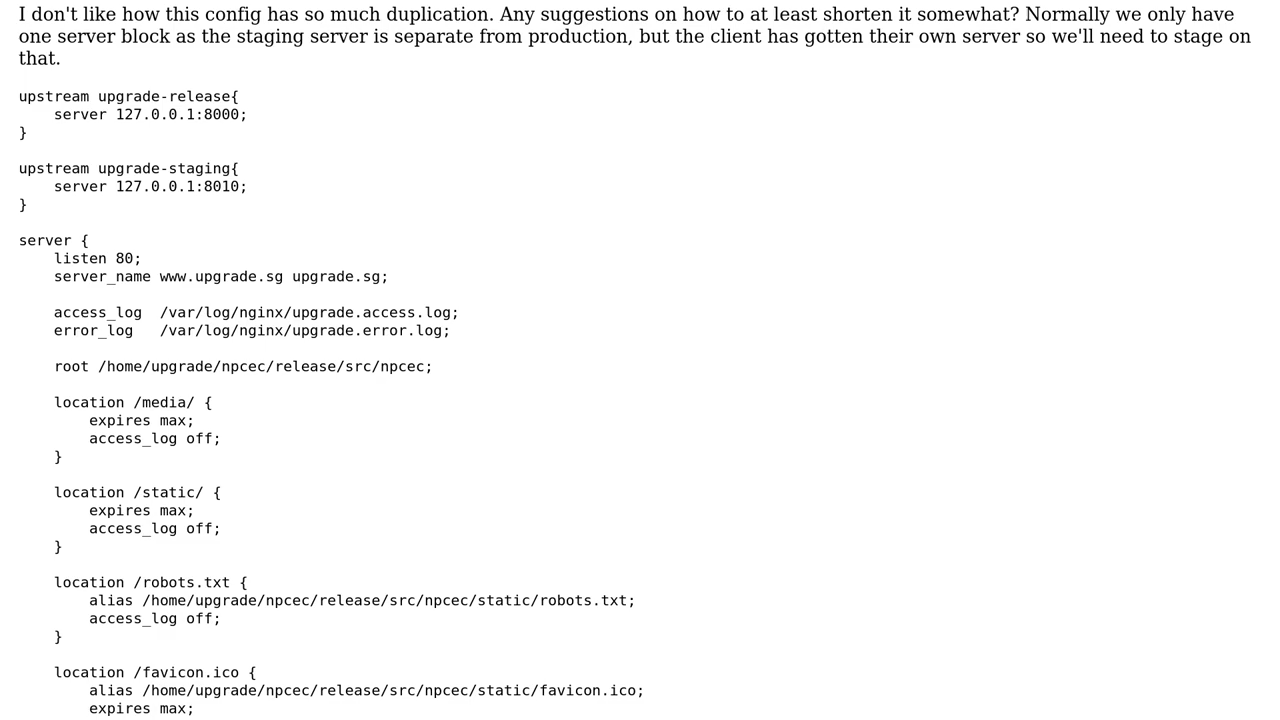 I don't like how this config has so much duplication. Any suggestions on how to at least shorten it somewhat? Normally we only have
one server block as the staging server is separate from production, but the client has gotten their own server so we'll need to stage on
that.
upstream upgrade-release{
    server 127.0.0.1:8000;
}
upstream upgrade-staging{
    server 127.0.0.1:8010;
}
server {
    listen 80;
    server_name www.upgrade.sg upgrade.sg;
    access_log  /var/log/nginx/upgrade.access.log;
    error_log   /var/log/nginx/upgrade.error.log;
    root /home/upgrade/npcec/release/src/npcec;
    location /media/ {
        expires max;
        access_log off;
    }
    location /static/ {
        expires max;
        access_log off;
    }
    location /robots.txt {
        alias /home/upgrade/npcec/release/src/npcec/static/robots.txt;
        access_log off;
    }
    location /favicon.ico {
        alias /home/upgrade/npcec/release/src/npcec/static/favicon.ico;
        expires max;